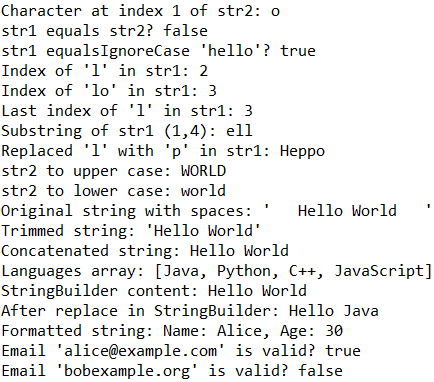 Character at index 1 of str2: o
str1 equals str2? false
str1 equalsIgnoreCase 'hello'? true
Index of 'l' in str1: 2
Index of 'lo' in str1: 3
Last index of 'l' in str1: 3
Substring of str1 (1,4): ell
Replaced 'l' with 'p' in str1: Heppo
str2 to upper case: WORLD
str2 to lower case: world
Original string with spaces: '   Hello World   '
Trimmed string: 'Hello World'
Concatenated string: Hello World
Languages array: [Java, Python, C++, JavaScript]
StringBuilder content: Hello World
After replace in StringBuilder: Hello Java
Formatted string: Name: Alice, Age: 30
Email 'alice@example.com' is valid? true
Email 'bobexample.org' is valid? false